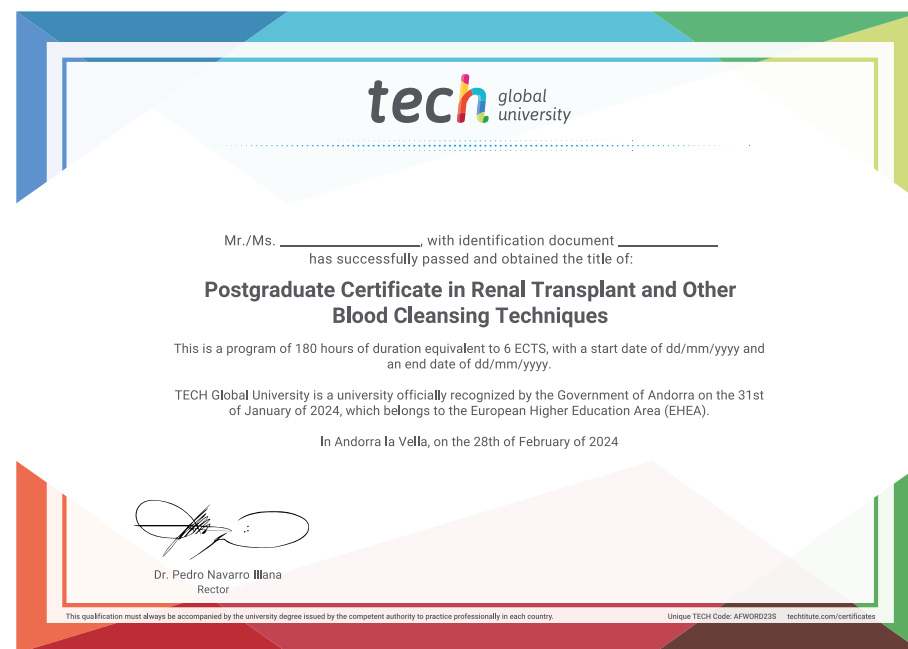 tech global university
Mr./Ms. ____________, with identification document ____________
has successfully passed and obtained the title of:
Postgraduate Certificate in Renal Transplant and Other
Blood Cleansing Techniques
This is a program of 180 hours of duration equivalent to 6 ECTS, with a start date of dd/mm/yyyy and
an end date of dd/mm/yyyy.
TECH Global University is a university officially recognized by the Government of Andorra on the 31st
of January of 2024, which belongs to the European Higher Education Area (EHEA).
In Andorra la Vella, on the 28th of February of 2024
Dr. Pedro Navarro Illana
Rector
This qualification must always be accompanied by the university degree issued by the competent authority to practice professionally in each country.
Unique TECH Code: AFWORD23S techtitute.com/certificates